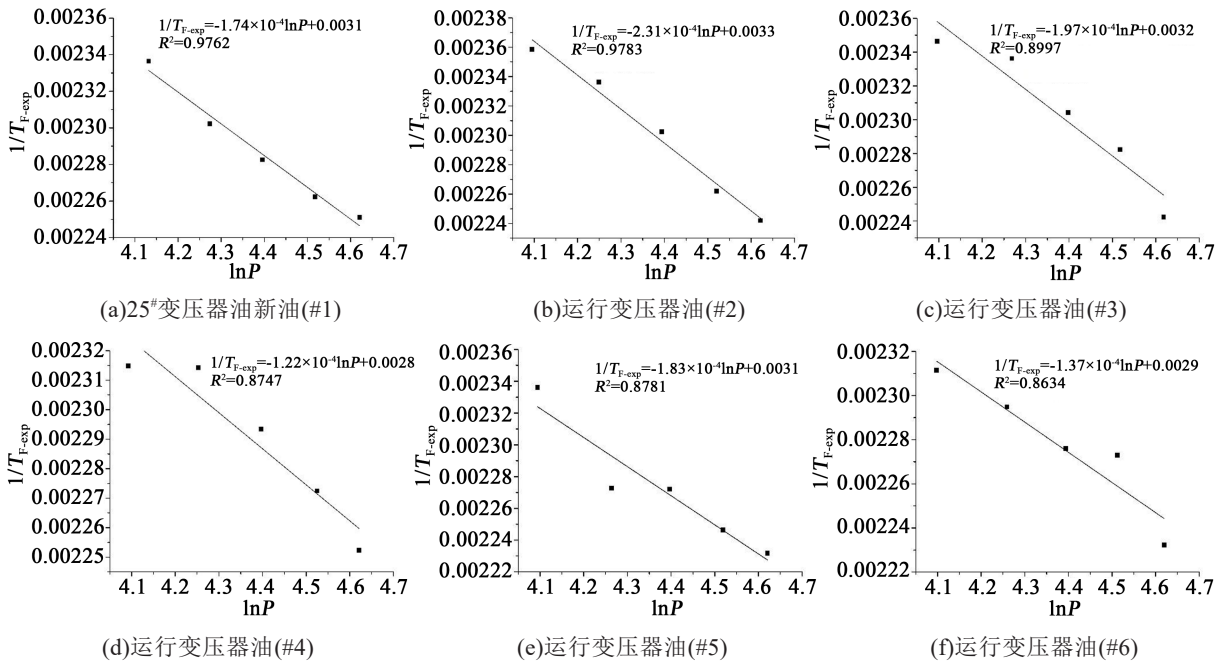 1/T_F-exp=-1.74×10⁻⁴lnP+0.0031
R²=0.9762
0.00236
0.00234
0.00232
0.00230
0.00228
0.00226
0.00224
1/T_F-exp
4.1 4.2 4.3 4.4 4.5 4.6 4.7
lnP
(a)25#变压器油新油(#1)
1/T_F-exp=-2.31×10⁻⁴lnP+0.0033
R²=0.9783
0.00238
0.00236
0.00234
0.00232
0.00230
0.00228
0.00226
0.00224
1/T_F-exp
4.1 4.2 4.3 4.4 4.5 4.6 4.7
lnP
(b)运行变压器油(#2)
1/T_F-exp=-1.97×10⁻⁴lnP+0.0032
R²=0.8997
0.00236
0.00234
0.00232
0.00230
0.00228
0.00226
0.00224
1/T_F-exp
4.1 4.2 4.3 4.4 4.5 4.6 4.7
lnP
(c)运行变压器油(#3)
1/T_F-exp=-1.22×10⁻⁴lnP+0.0028
R²=0.8747
0.00232
0.00231
0.00230
0.00229
0.00228
0.00227
0.00226
0.00225
1/T_F-exp
4.1 4.2 4.3 4.4 4.5 4.6 4.7
lnP
(d)运行变压器油(#4)
1/T_F-exp=-1.83×10⁻⁴lnP+0.0031
R²=0.8781
0.00236
0.00234
0.00232
0.00230
0.00228
0.00226
0.00224
0.00222
1/T_F-exp
4.1 4.2 4.3 4.4 4.5 4.6 4.7
lnP
(e)运行变压器油(#5)
1/T_F-exp=-1.37×10⁻⁴lnP+0.0029
R²=0.8634
0.00232
0.00230
0.00228
0.00226
0.00224
0.00222
1/T_F-exp
4.1 4.2 4.3 4.4 4.5 4.6 4.7
lnP
(f)运行变压器油(#6)